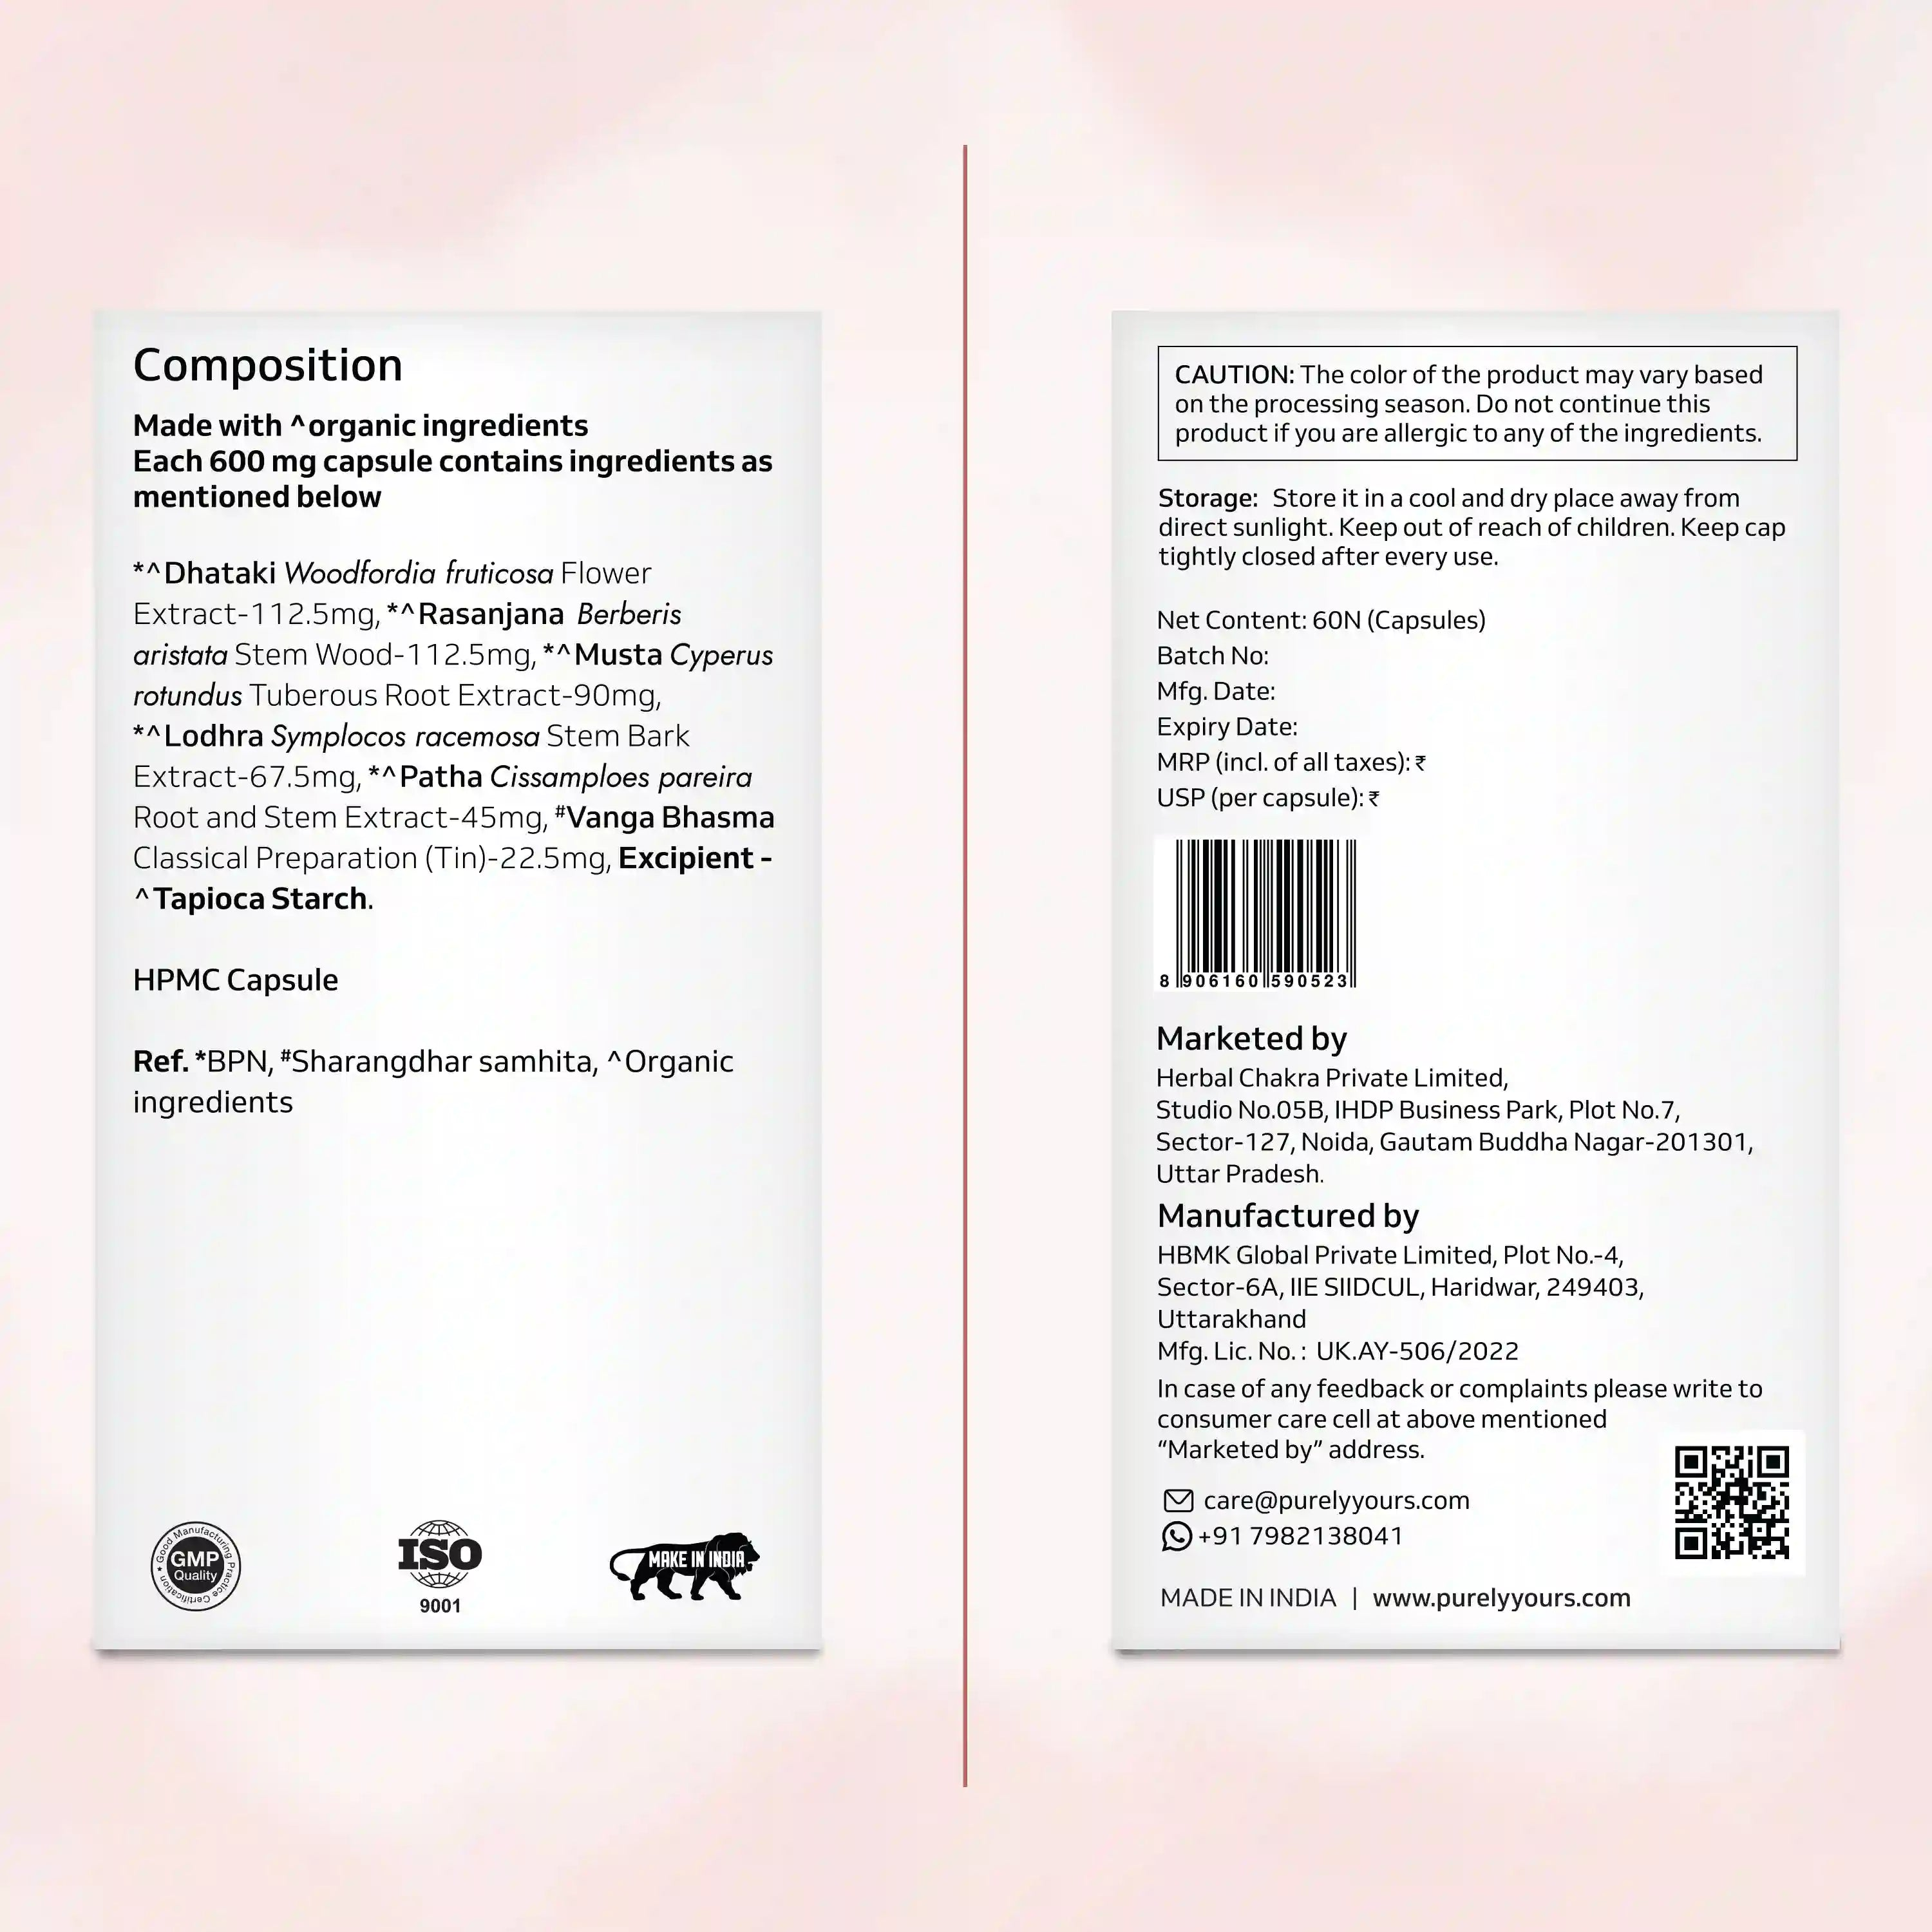 Composition
Made with ^organic ingredients
Each 600 mg capsule contains ingredients as
mentioned below
*^Dhataki Woodfordia fruticosa Flower
Extract-112.5mg, *^Rasanjana Berberis
aristata Stem Wood-112.5mg, *^Musta Cyperus
rotundus Tuberous Root Extract-90mg,
*^Lodhra Symplocos racemosa Stem Bark
Extract-67.5mg, *^Patha Cissamploes pareira
Root and Stem Extract-45mg, #Vanga Bhasma
Classical Preparation (Tin)-22.5mg, Excipient -
^Tapioca Starch.
HPMC Capsule
Ref. *BPN, #Sharangdhar samhita, ^Organic
ingredients
Good Manufacturing Practice Certification
GMP
Quality
ISO
9001
MAKE IN INDIA
CAUTION: The color of the product may vary based
on the processing season. Do not continue this
product if you are allergic to any of the ingredients.
Storage: Store it in a cool and dry place away from
direct sunlight. Keep out of reach of children. Keep cap
tightly closed after every use.
Net Content: 60N (Capsules)
Batch No:
Mfg. Date:
Expiry Date:
MRP (incl. of all taxes): ₹
USP (per capsule): ₹
8 906160 590523
Marketed by
Herbal Chakra Private Limited,
Studio No.05B, IHDP Business Park, Plot No.7,
Sector-127, Noida, Gautam Buddha Nagar-201301,
Uttar Pradesh.
Manufactured by
HBMK Global Private Limited, Plot No.-4,
Sector-6A, IIE SIIDCUL, Haridwar, 249403,
Uttarakhand
Mfg. Lic. No. : UK.AY-506/2022
In case of any feedback or complaints please write to
consumer care cell at above mentioned
“Marketed by” address.
care@purelyyours.com
+91 7982138041
MADE IN INDIA | www.purelyyours.com